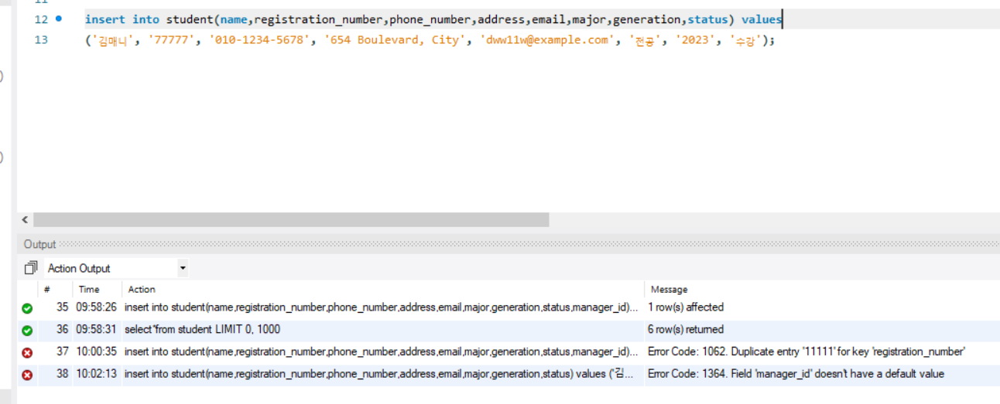 11
12 insert into student(name,registration_number,phone_number,address,email,major,generation,status) values
13 ('김매니', '77777', '010-1234-5678', '654 Boulevard, City', 'dww11w@example.com', '전공', '2023', '수강');
)
)
Output
Action Output
# Time Action Message
35 09:58:26 insert into student(name,registration_number,phone_number,address,email,major,generation,status,manager_id)... 1 row(s) affected
36 09:58:31 select*from student LIMIT 0, 1000 6 row(s) returned
37 10:00:35 insert into student(name,registration_number,phone_number,address,email,major,generation,status,manager_id)... Error Code: 1062. Duplicate entry '11111' for key 'registration_number'
38 10:02:13 insert into student(name,registration_number,phone_number,address,email,major,generation,status) values ('김... Error Code: 1364. Field 'manager_id' doesn't have a default value